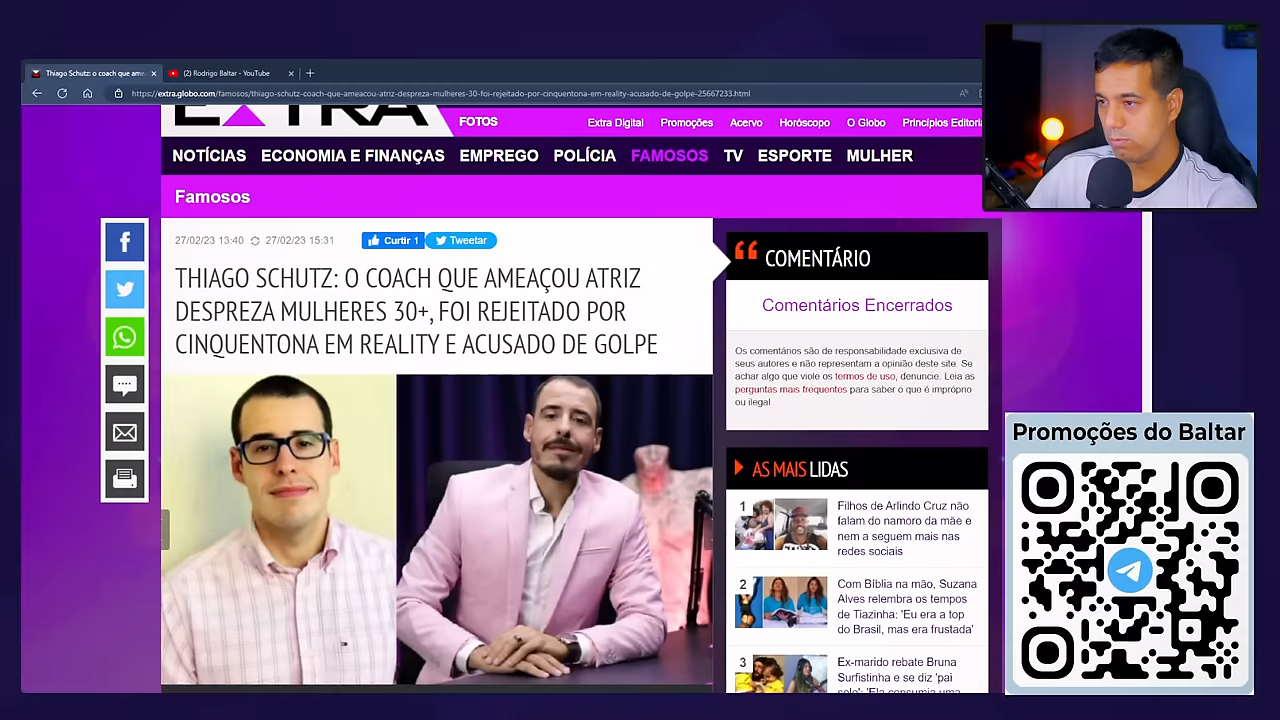 Thiago Schutz: o coach que ame
(2) Rodrigo Baltar - YouTube
https://extra.globo.com/famosos/thiago-schutz-coach-que-ameacou-atriz-despreza-mulheres-30-foi-rejeitado-por-cinquentona-em-reality-acusado-de-golpe-25667233.html
EXTRA
FOTOS
Extra Digital Promoções Acervo Horóscopo O Globo Princípios Editoria
NOTÍCIAS ECONOMIA E FINANÇAS EMPREGO POLÍCIA FAMOSOS TV ESPORTE MULHER
Famosos
27/02/23 13:40 27/02/23 15:31 Curtir 1 Tweetar
THIAGO SCHUTZ: O COACH QUE AMEAÇOU ATRIZ
DESPREZA MULHERES 30+, FOI REJEITADO POR
CINQUENTONA EM REALITY E ACUSADO DE GOLPE
COMENTÁRIO
Comentários Encerrados
Os comentários são de responsabilidade exclusiva de
seus autores e não representam a opinião deste site. Se
achar algo que viole os termos de uso, denuncie. Leia as
perguntas mais frequentes para saber o que é impróprio
ou ilegal.
AS MAIS LIDAS
1
Filhos de Arlindo Cruz não
falam do namoro da mãe e
nem a seguem mais nas
redes sociais
2
Com Bíblia na mão, Suzana
Alves relembra os tempos
de Tiazinha: 'Eu era a top
do Brasil, mas era frustada'
3
Ex-marido rebate Bruna
Surfistinha e se diz 'pai
solo': 'Ela consumia uma
Promoções do Baltar